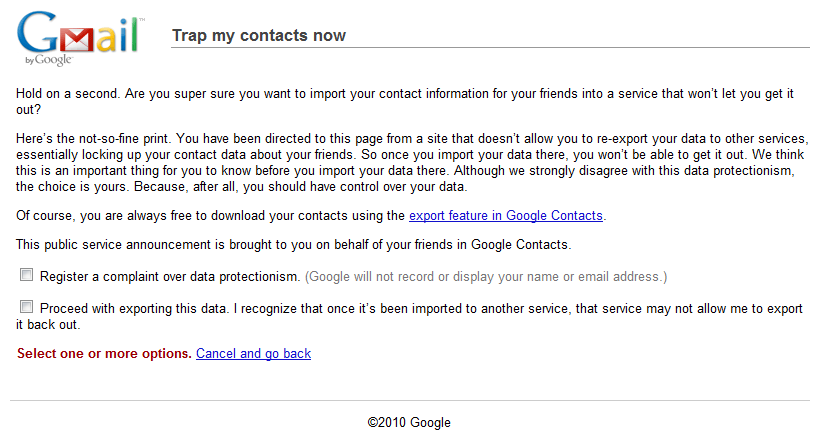 Gmail™
by Google™
Trap my contacts now
Hold on a second. Are you super sure you want to import your contact information for your friends into a service that won't let you get it
out?
Here's the not-so-fine print. You have been directed to this page from a site that doesn't allow you to re-export your data to other services,
essentially locking up your contact data about your friends. So once you import your data there, you won't be able to get it out. We think
this is an important thing for you to know before you import your data there. Although we strongly disagree with this data protectionism,
the choice is yours. Because, after all, you should have control over your data.
Of course, you are always free to download your contacts using the export feature in Google Contacts.
This public service announcement is brought to you on behalf of your friends in Google Contacts.
Register a complaint over data protectionism. (Google will not record or display your name or email address.)
Proceed with exporting this data. I recognize that once it's been imported to another service, that service may not allow me to export
it back out.
Select one or more options. Cancel and go back
©2010 Google